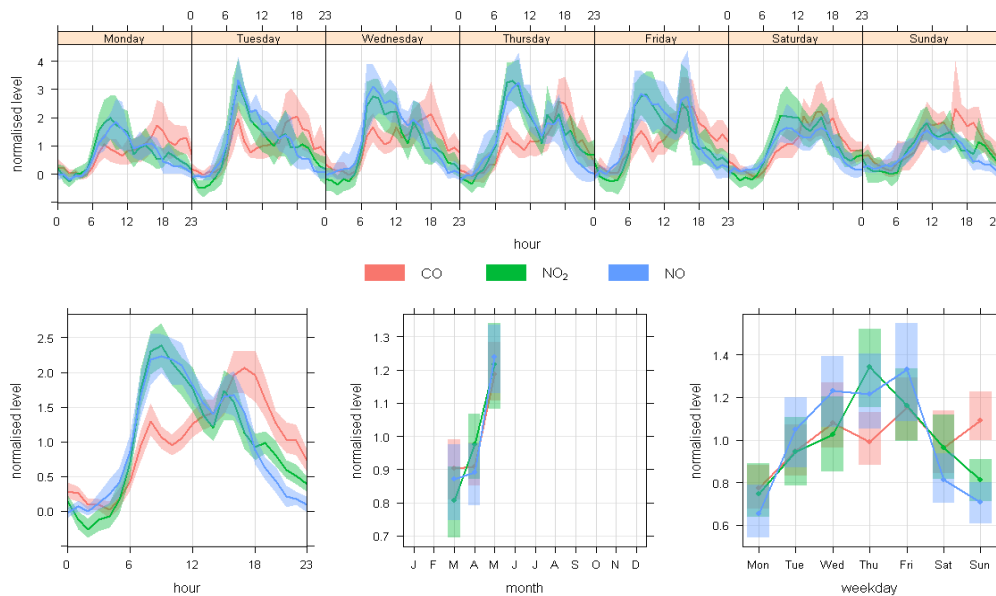 0 6 12 18 23 0 6 12 18 23 0 6 12 18 23
Monday Tuesday Wednesday Thursday Friday Saturday Sunday
normalised level
4
3
2
1
0
0 6 12 18 23 0 6 12 18 23 0 6 12 18 23 0 6 12 18 23
hour
CO NO₂ NO
normalised level
2.5
2.0
1.5
1.0
0.5
0.0
0 6 12 18 23
hour
normalised level
1.3
1.2
1.1
1.0
0.9
0.8
0.7
J F M A M J J A S O N D
month
normalised level
1.4
1.2
1.0
0.8
0.6
Mon Tue Wed Thu Fri Sat Sun
weekday